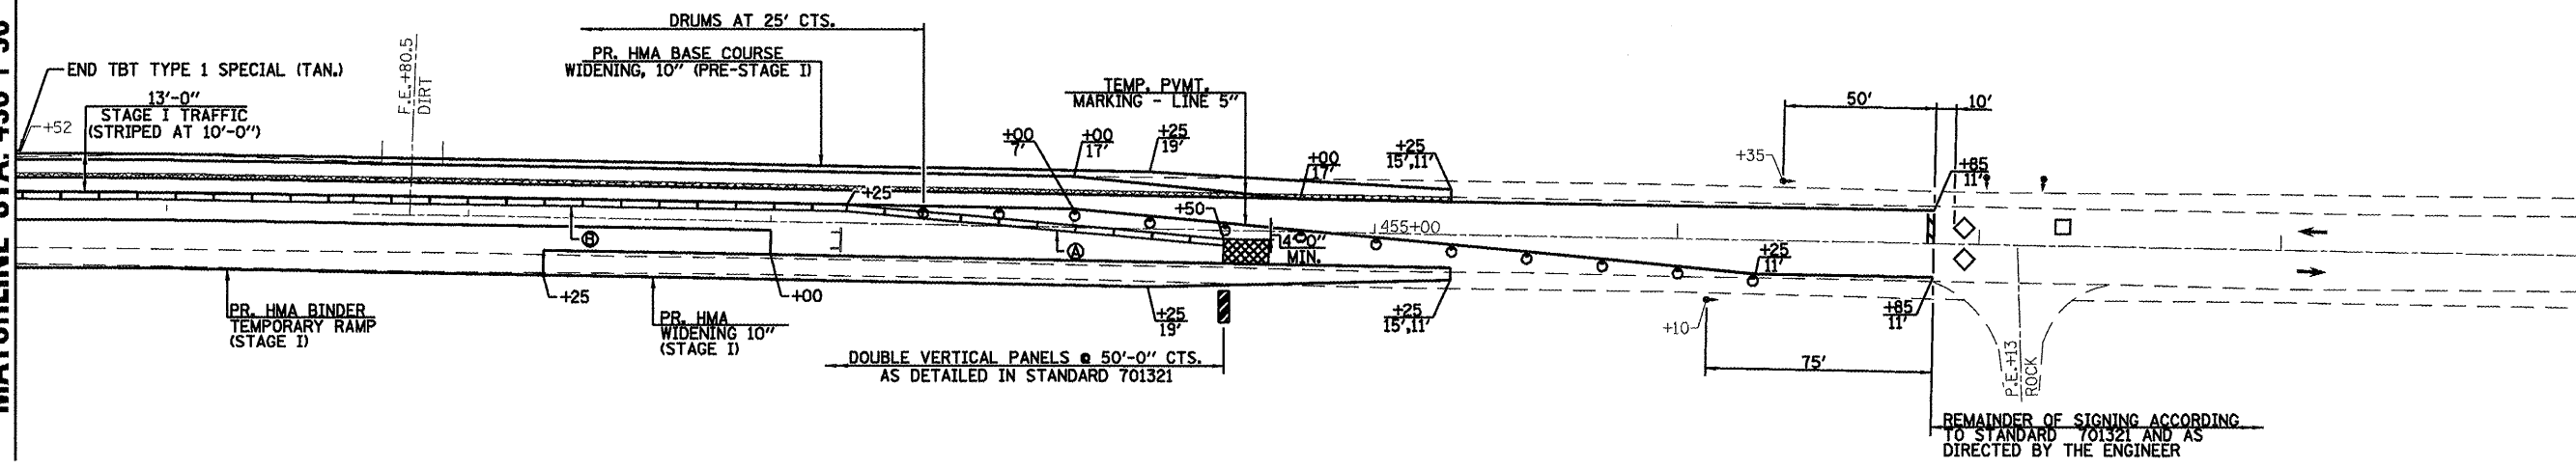 DRUMS AT 25' CTS.
PR. HMA BASE COURSE
WIDENING, 10" (PRE-STAGE I)
END TBT TYPE 1 SPECIAL (TAN.)
13'-0"
STAGE I TRAFFIC
(STRIPED AT 10'-0")
+52
F.E.+80.5
DIRT
TEMP. PVMT.
MARKING - LINE 5"
+00
7'
+00
17'
+25
19'
+00
17'
+25
15',11'
50'
10'
+35
+85
11'
+25
+50
455+00
B
A
4'-0"
MIN.
+25
11'
+25
+00
PR. HMA BINDER
TEMPORARY RAMP
(STAGE I)
PR. HMA
WIDENING 10"
(STAGE I)
+25
19'
+25
15',11'
+10
+85
11'
75'
P.E.+13
ROCK
DOUBLE VERTICAL PANELS @ 50'-0" CTS.
AS DETAILED IN STANDARD 701321
REMAINDER OF SIGNING ACCORDING
TO STANDARD 701321 AND AS
DIRECTED BY THE ENGINEER